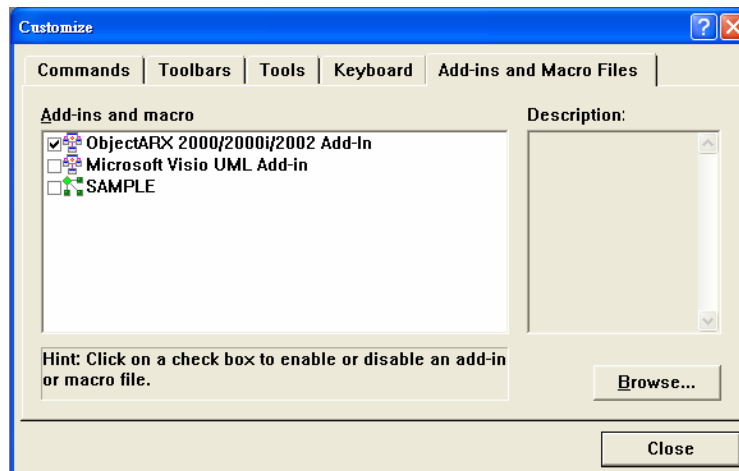 Customize
Commands
Toolbars
Tools
Keyboard
Add-ins and Macro Files
Add-ins and macro
ObjectARX 2000/2000i/2002 Add-In
Microsoft Visio UML Add-in
SAMPLE
Description:
Hint: Click on a check box to enable or disable an add-in
or macro file.
Browse...
Close